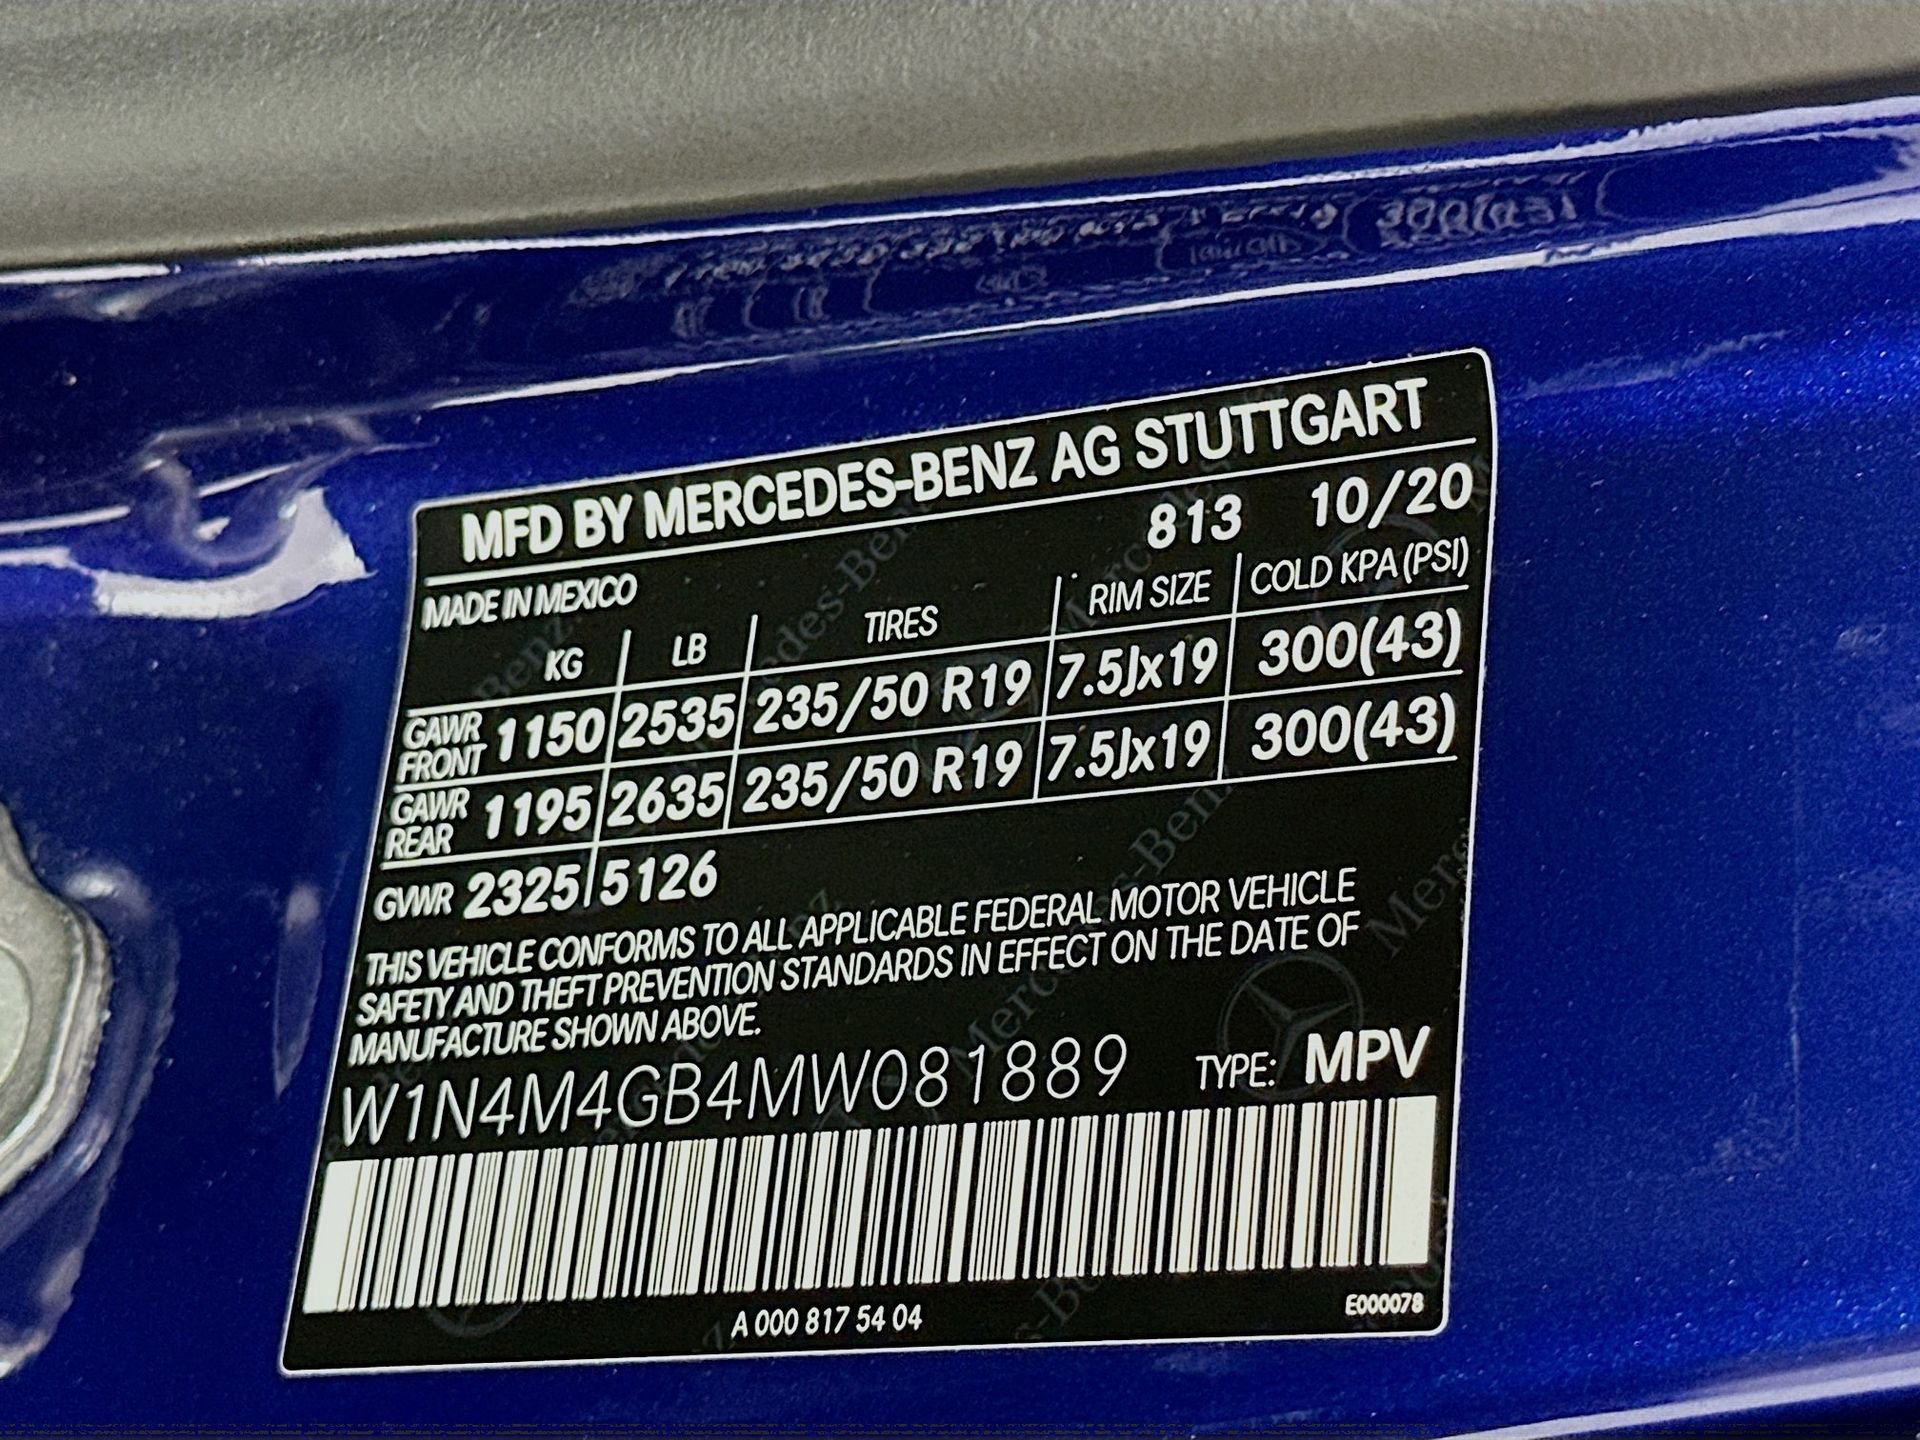 MFD BY MERCEDES-BENZ AG STUTTGART
813 10/20
MADE IN MEXICO
KG LB TIRES RIM SIZE COLD KPA (PSI)
GAWR FRONT 1150 2535 235/50 R19 7.5Jx19 300(43)
GAWR REAR 1195 2635 235/50 R19 7.5Jx19 300(43)
GVWR 2325 5126
THIS VEHICLE CONFORMS TO ALL APPLICABLE FEDERAL MOTOR VEHICLE
SAFETY AND THEFT PREVENTION STANDARDS IN EFFECT ON THE DATE OF
MANUFACTURE SHOWN ABOVE.
W1N4M4GB4MW081889 TYPE: MPV
A 000 817 54 04 E000078